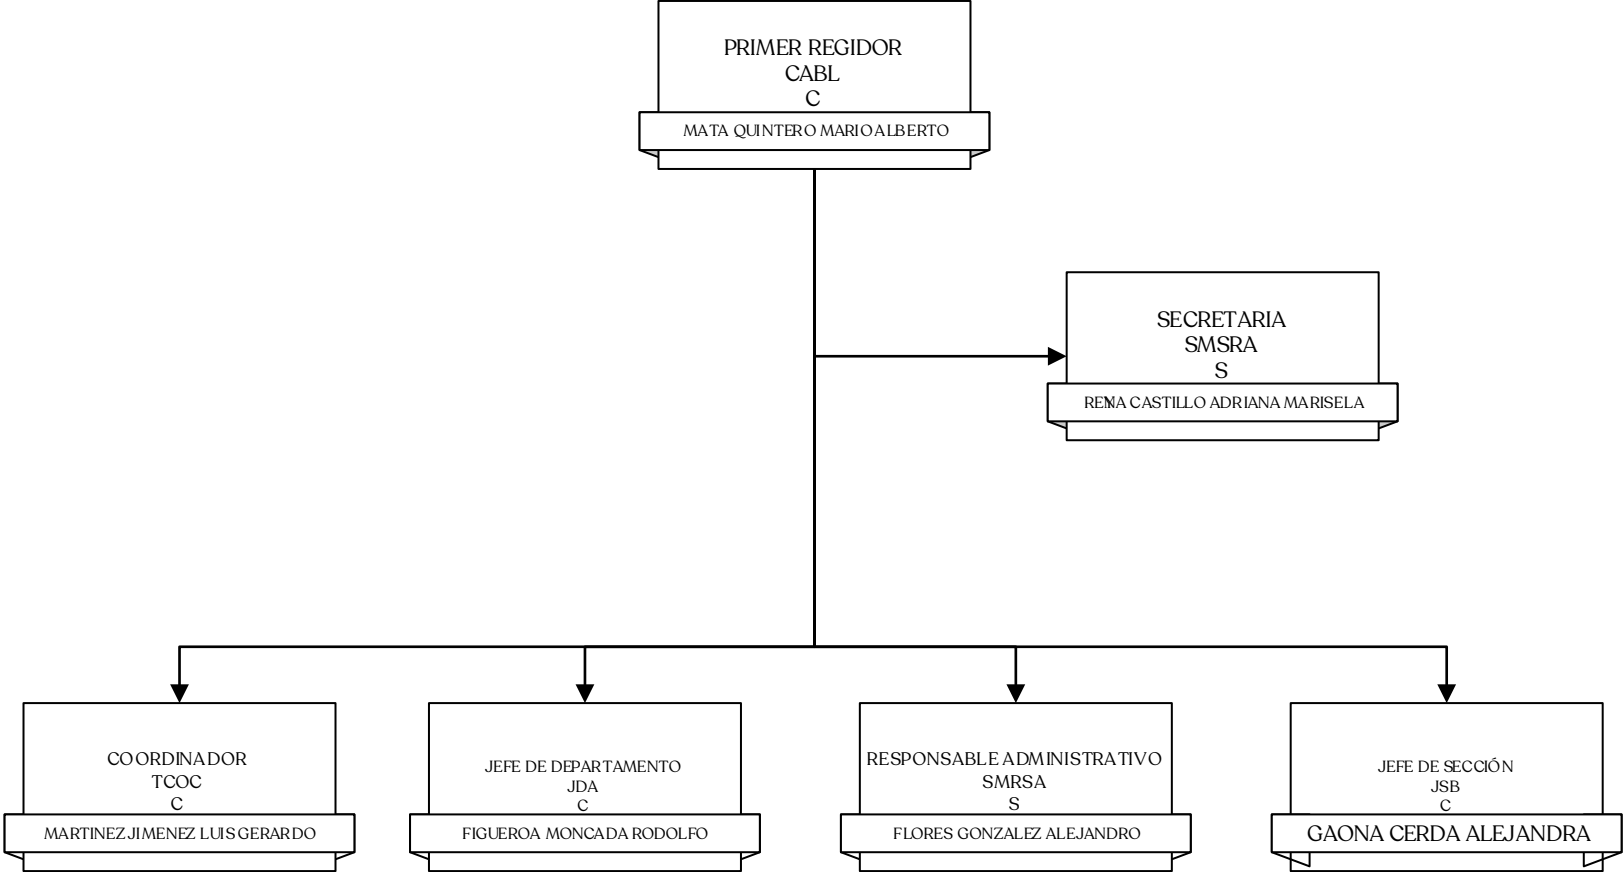 PRIMER REGIDOR
CABL
C
MATA QUINTERO MARIO ALBERTO
SECRETARIA
SMSRA
S
REYNA CASTILLO ADRIANA MARISELA
COORDINADOR
TCOC
C
MARTINEZ JIMENEZ LUIS GERARDO
JEFE DE DEPARTAMENTO
JDA
C
FIGUEROA MONCADA RODOLFO
RESPONSABLE ADMINISTRATIVO
SMRSA
S
FLORES GONZALEZ ALEJANDRO
JEFE DE SECCIÓN
JSB
C
GAONA CERDA ALEJANDRA